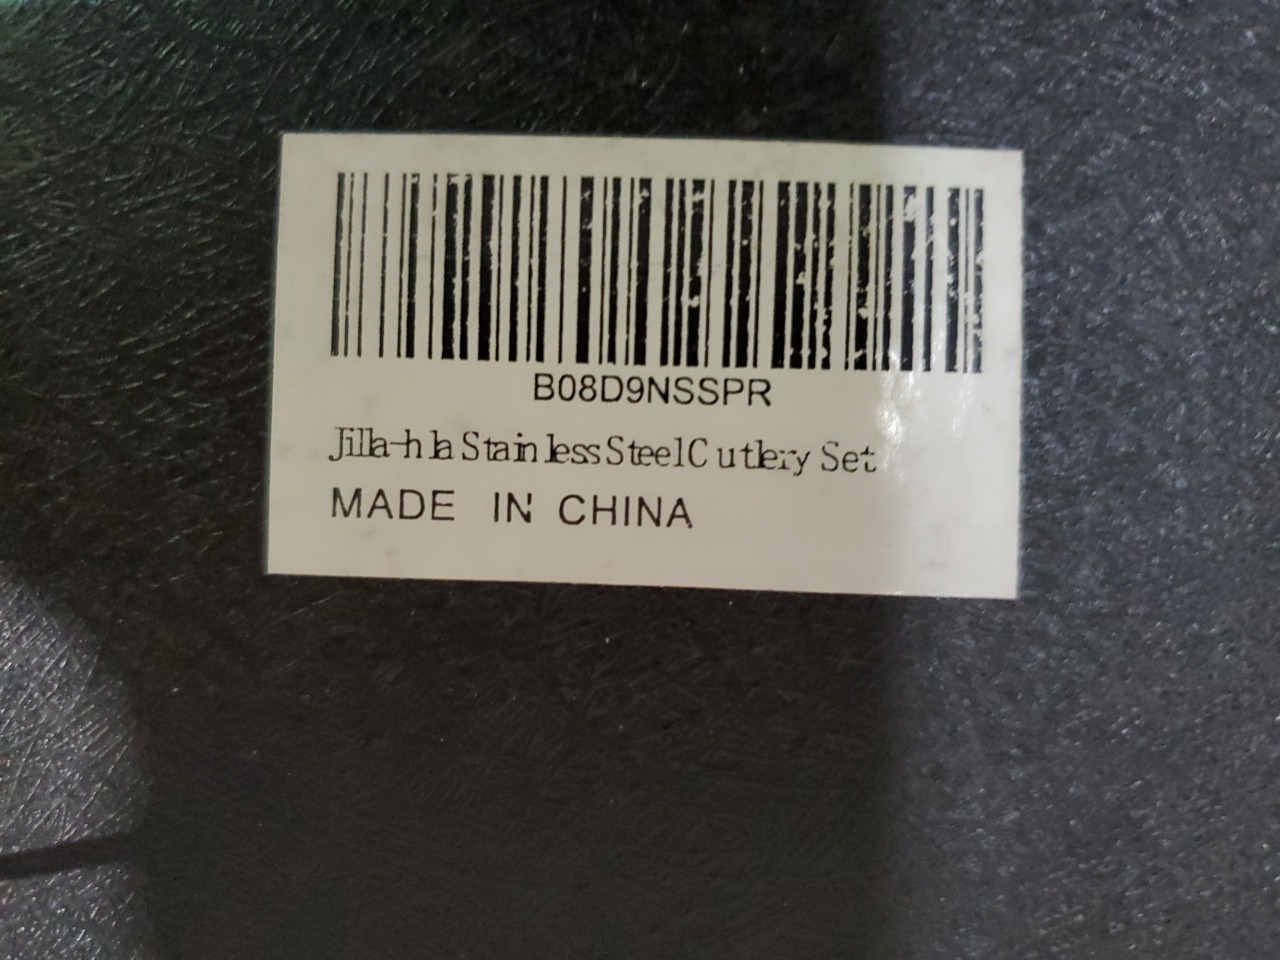 B08D9NSSPR
Jilla-hla Stainless Steel Cutlery Set
MADE IN CHINA